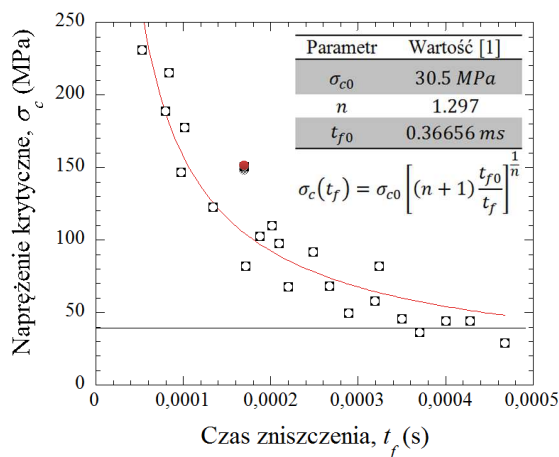 Naprężenie krytyczne, σc (MPa)
250
200
150
100
50
0
0
0,0001
0,0002
0,0003
0,0004
0,0005
Czas zniszczenia, tf (s)
Parametr Wartość [1]
σc0 30.5 MPa
n 1.297
tf0 0.36656 ms
σc(tf) = σc0 [(n + 1) tf0/tf]^1/n